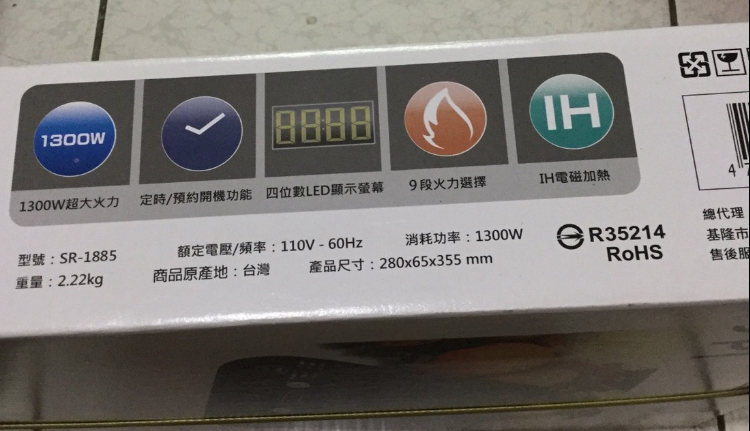 1300W
8888
IH
1300W超大火力
定時/預約開機功能
四位數LED顯示螢幕
9段火力選擇
IH電磁加熱
型號：SR-1885
額定電壓/頻率：110V - 60Hz
消耗功率：1300W
R35214
RoHS
重量：2.22kg
商品原產地：台灣
產品尺寸：280x65x355 mm
4
總代理
基隆市
售後服